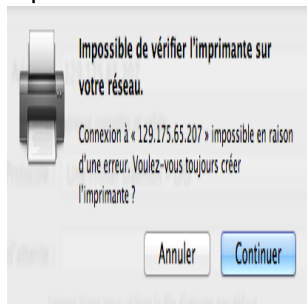 Impossible de vérifier l'imprimante sur
votre réseau.
Connexion à « 129.175.65.207 » impossible en raison
d'une erreur. Voulez-vous toujours créer
l'imprimante ?
Annuler
Continuer